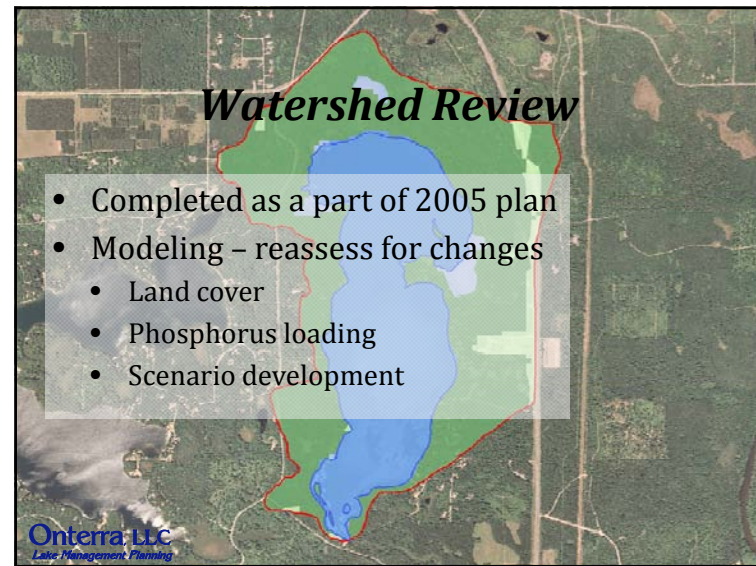 Watershed Review
• Completed as a part of 2005 plan
• Modeling – reassess for changes
• Land cover
• Phosphorus loading
• Scenario development
Onterra, LLC
Lake Management Planning